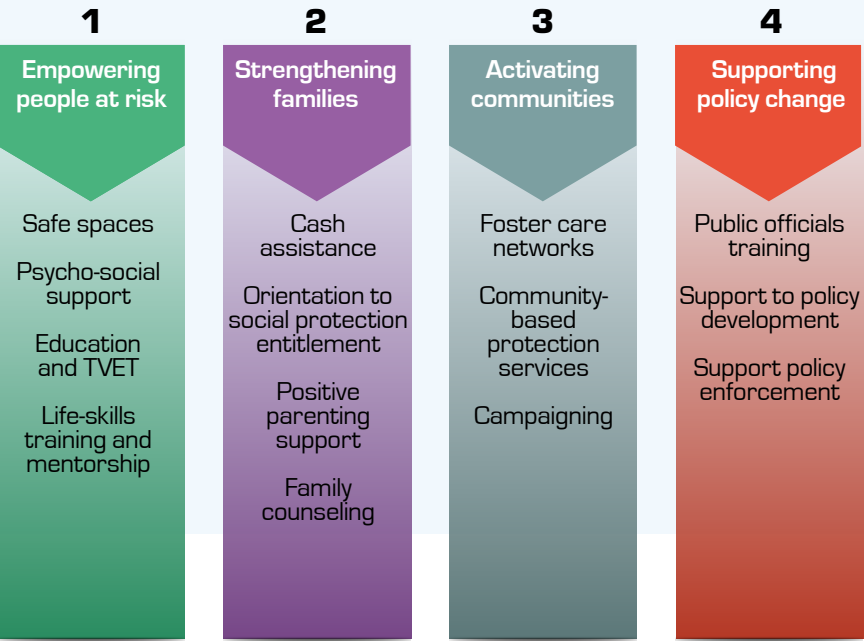 1
Empowering
people at risk
Safe spaces
Psycho-social
support
Education
and TVET
Life-skills
training and
mentorship
2
Strengthening
families
Cash
assistance
Orientation to
social protection
entitlement
Positive
parenting
support
Family
counseling
3
Activating
communities
Foster care
networks
Community-
based
protection
services
Campaigning
4
Supporting
policy change
Public officials
training
Support to policy
development
Support policy
enforcement